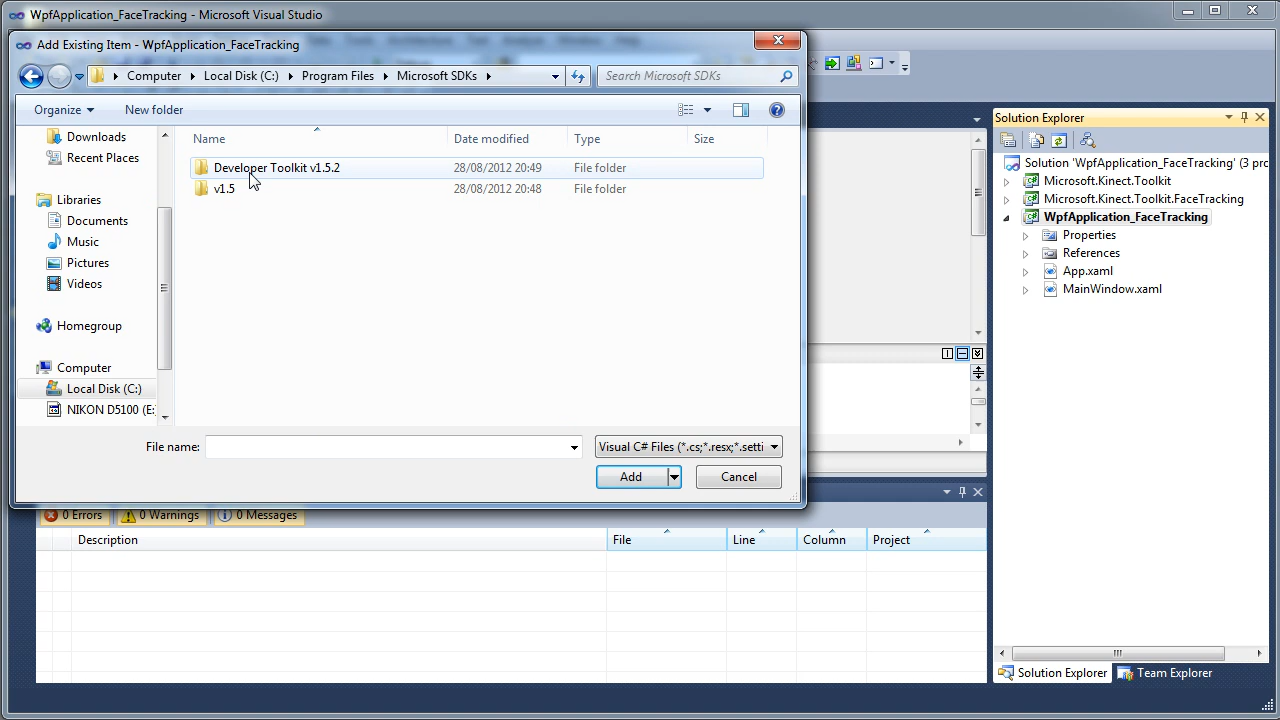 WpfApplication_FaceTracking - Microsoft Visual Studio
Add Existing Item - WpfApplication_FaceTracking
Computer Local Disk (C:) Program Files Microsoft SDKs
Search Microsoft SDKs
Organize New folder
Name Date modified Type Size
Developer Toolkit v1.5.2 28/08/2012 20:49 File folder
v1.5 28/08/2012 20:48 File folder
Downloads
Recent Places
Libraries
Documents
Music
Pictures
Videos
Homegroup
Computer
Local Disk (C:)
NIKON D5100 (E:
File name:
Visual C# Files (*.cs;*.resx;*.setti
Add Cancel
0 Errors 0 Warnings 0 Messages
Description File Line Column Project
Solution Explorer
Solution 'WpfApplication_FaceTracking' (3 pro
Microsoft.Kinect.Toolkit
Microsoft.Kinect.Toolkit.FaceTracking
WpfApplication_FaceTracking
Properties
References
App.xaml
MainWindow.xaml
Solution Explorer Team Explorer